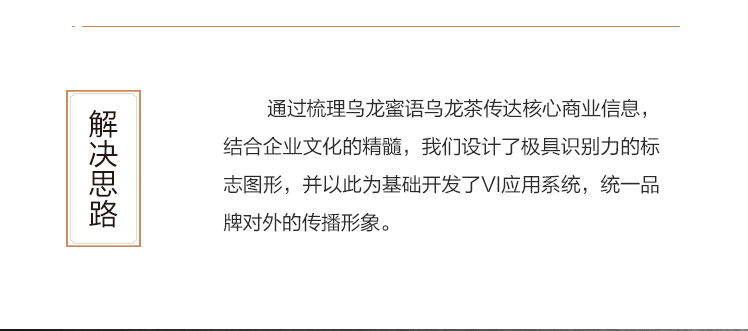 解决思路
通过梳理乌龙蜜语乌龙茶传达核心商业信息，
结合企业文化的精髓，我们设计了极具识别力的标
志图形，并以此为基础开发了VI应用系统，统一品
牌对外的传播形象。